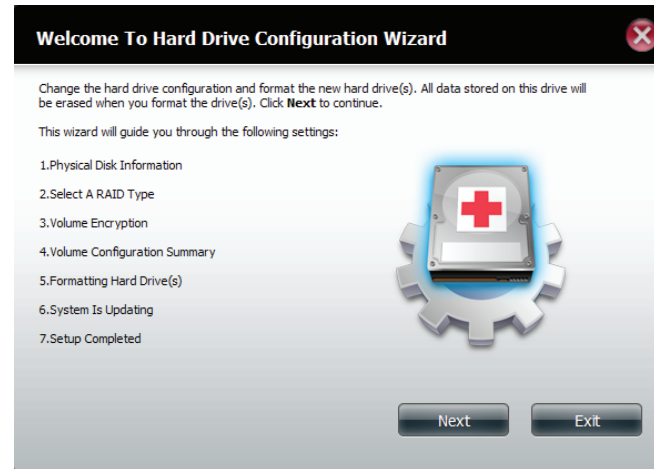 Welcome To Hard Drive Configuration Wizard
Change the hard drive configuration and format the new hard drive(s). All data stored on this drive will
be erased when you format the drive(s). Click Next to continue.
This wizard will guide you through the following settings:
1.Physical Disk Information
2.Select A RAID Type
3.Volume Encryption
4.Volume Configuration Summary
5.Formatting Hard Drive(s)
6.System Is Updating
7.Setup Completed
Next
Exit